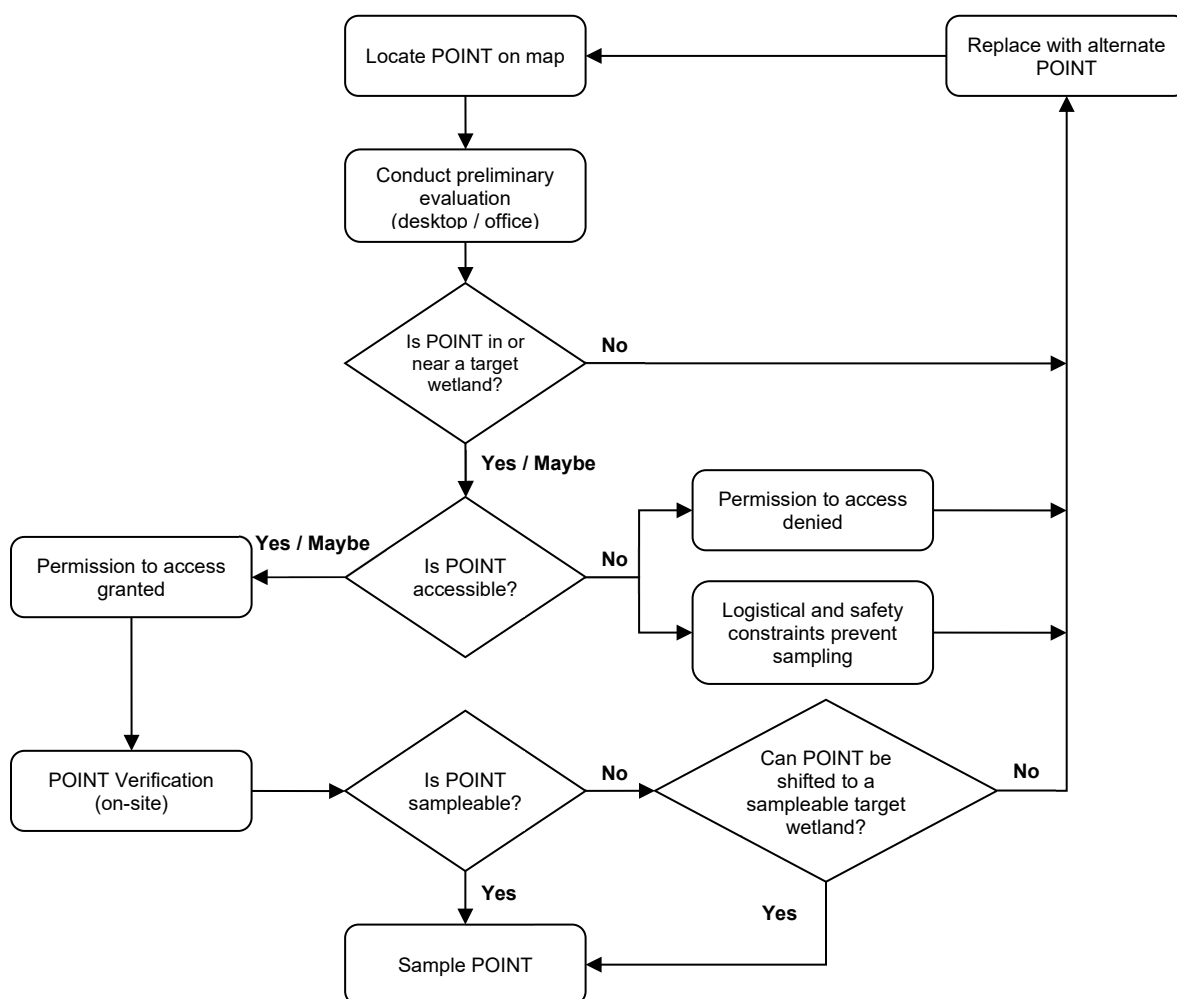 Locate POINT on map
Replace with alternate
POINT
Conduct preliminary
evaluation
(desktop / office)
Is POINT in or
near a target
wetland?
No
Yes / Maybe
Permission to access
denied
Yes / Maybe
Permission to access
granted
Is POINT
accessible?
No
Logistical and safety
constraints prevent
sampling
POINT Verification
(on-site)
Is POINT
sampleable?
No
Can POINT be
shifted to a
sampleable target
wetland?
No
Yes
Yes
Sample POINT